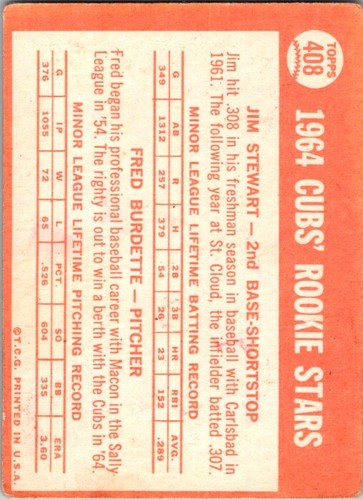 TOPPS
408
1964 CUBS' ROOKIE STARS
JIM STEWART — 2nd BASE-SHORTSTOP
Jim hit .308 in his freshman season in baseball with Carlsbad in
1961. The following year at St. Cloud, the infielder batted .307.
MINOR LEAGUE LIFETIME BATTING RECORD
G AB R H 2B 3B HR RBI AVG.
349 1312 257 379 54 26 23 152 .289
FRED BURDETTE — PITCHER
Fred began his professional baseball career with Macon in the Sally
League in '54. The righty is out to win a berth with the Cubs in '64.
MINOR LEAGUE LIFETIME PITCHING RECORD
G IP W L PCT. SO BB ERA
376 1055 72 65 .526 604 335 3.60
©T.C.G. PRINTED IN U.S.A.